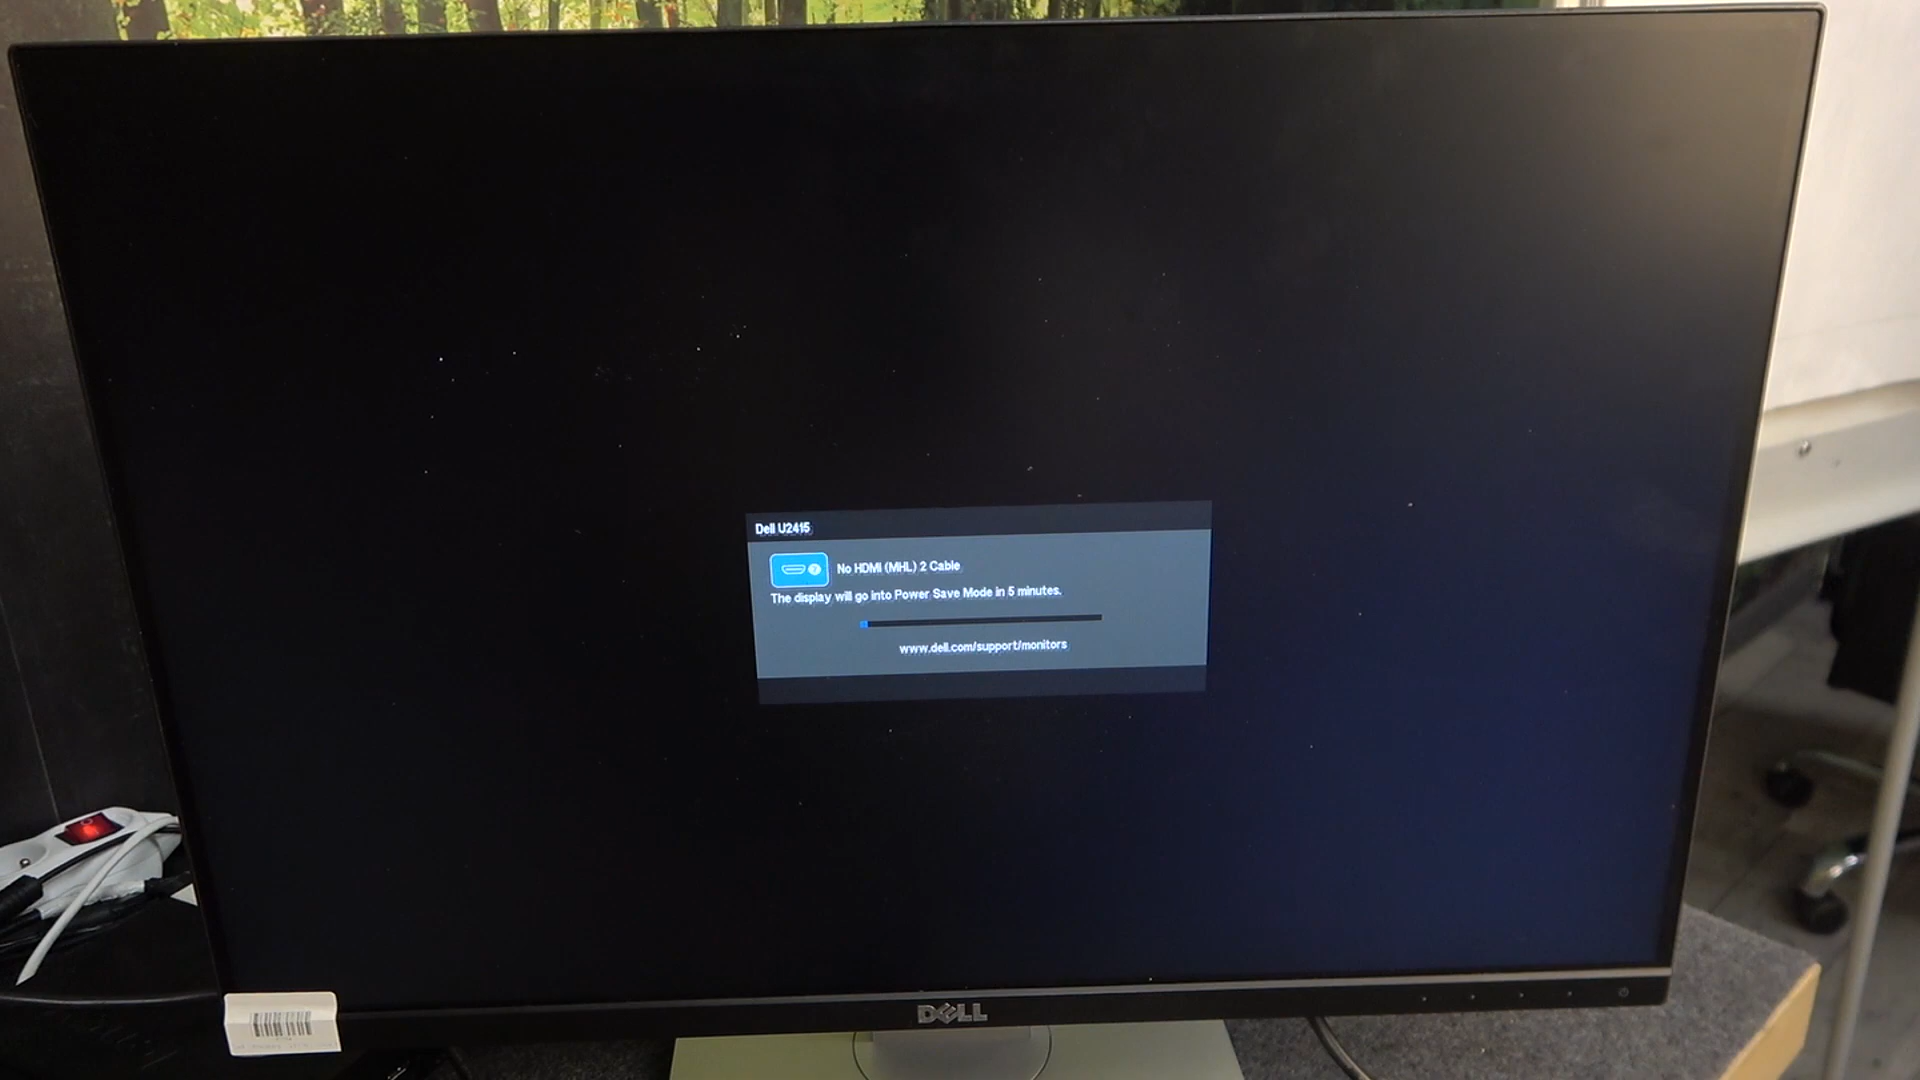 Dell U2415
No HDMI (MHL) 2 Cable
The display will go into Power Save Mode in 5 minutes.
www.dell.com/support/monitors
DELL